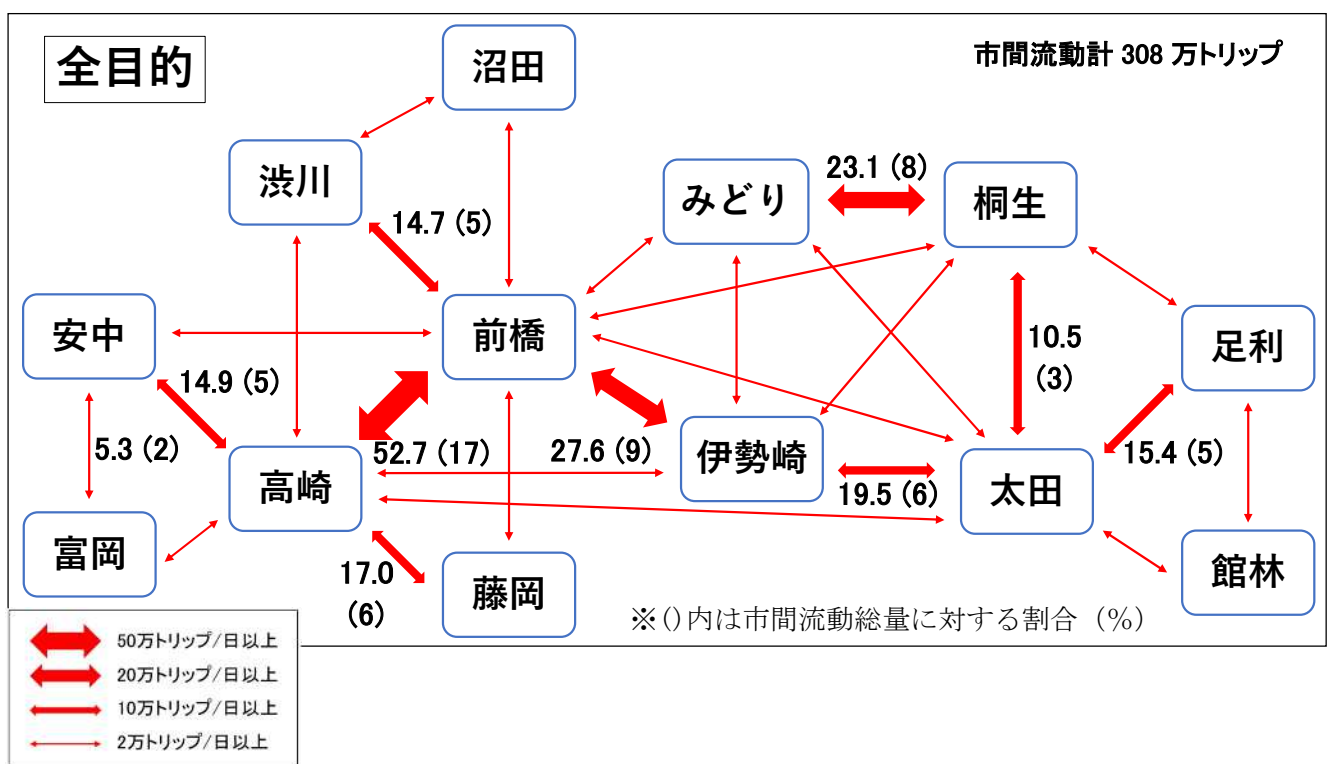 全目的
市間流動計 308 万トリップ
沼田
渋川
みどり
23.1 (8)
桐生
14.7 (5)
安中
前橋
10.5
(3)
足利
14.9 (5)
5.3 (2)
52.7 (17)
27.6 (9)
伊勢崎
15.4 (5)
高崎
19.5 (6)
太田
富岡
17.0
(6)
藤岡
館林
※()内は市間流動総量に対する割合（%）
50万トリップ/日以上
20万トリップ/日以上
10万トリップ/日以上
2万トリップ/日以上